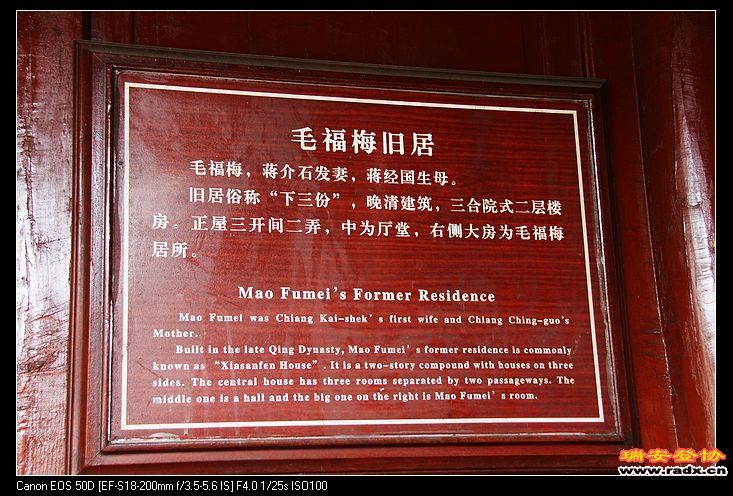 毛福梅旧居
毛福梅，蒋介石发妻，蒋经国生母。
旧居俗称“下三份”，晚清建筑，三合院式二层楼
房。正屋三开间二弄，中为厅堂，右侧大房为毛福梅
居所。
Mao Fumei's Former Residence
Mao Fumei was Chiang Kai-shek's first wife and Chiang Ching-guo's
Mother.
Built in the late Qing Dynasty, Mao Fumei's former residence is commonly
known as “Xiasanfen House”. It is a two-story compound with houses on three
sides. The central house has three rooms separated by two passageways. The
middle one is a hall and the big one on the right is Mao Fumei's room.
瑞安登协
http://www.radx.cn
Canon EOS 50D [EF-S18-200mm f/3.5-5.6 IS] F4.0 1/25s ISO100